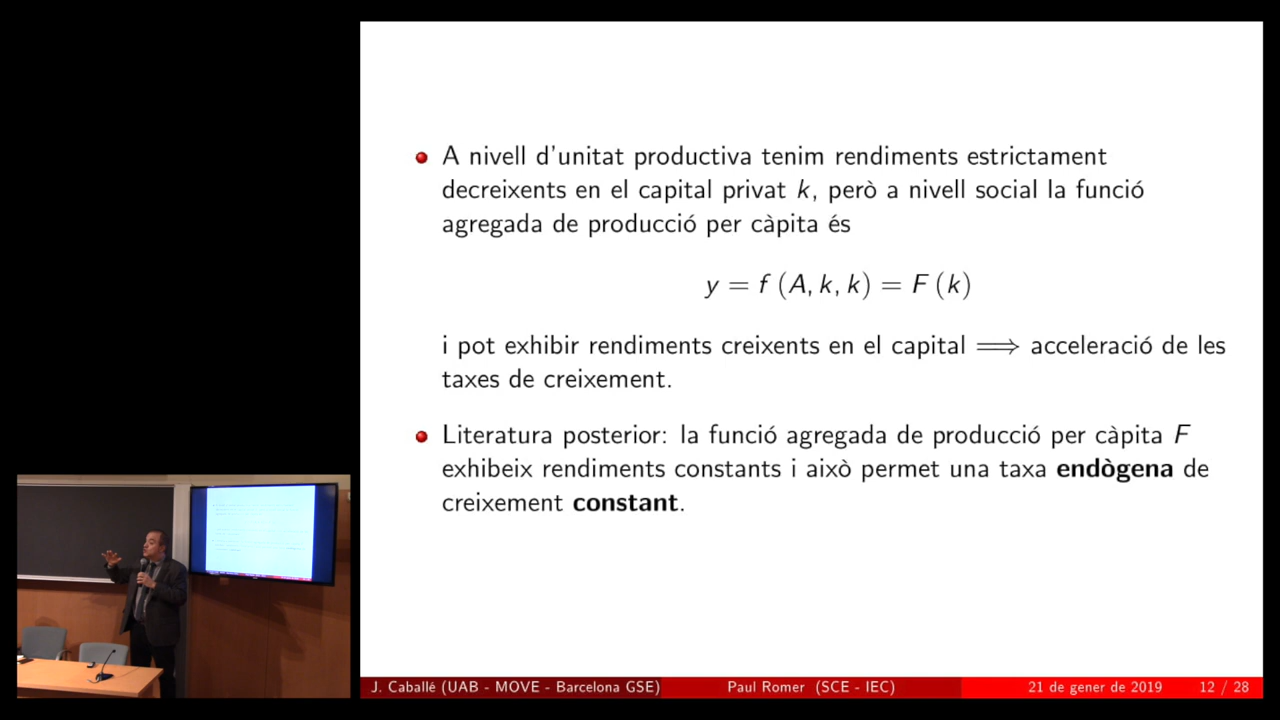 A nivell d'unitat productiva tenim rendiments estrictament
decreixents en el capital privat k, però a nivell social la funció
agregada de producció per càpita és
y = f (A, k, k) = F (k)
i pot exhibir rendiments creixents en el capital ⟹ acceleració de les
taxes de creixement.
Literatura posterior: la funció agregada de producció per càpita F
exhibeix rendiments constants i això permet una taxa endògena de
creixement constant.
J. Caballé (UAB - MOVE - Barcelona GSE) Paul Romer (SCE - IEC) 21 de gener de 2019 12 / 28